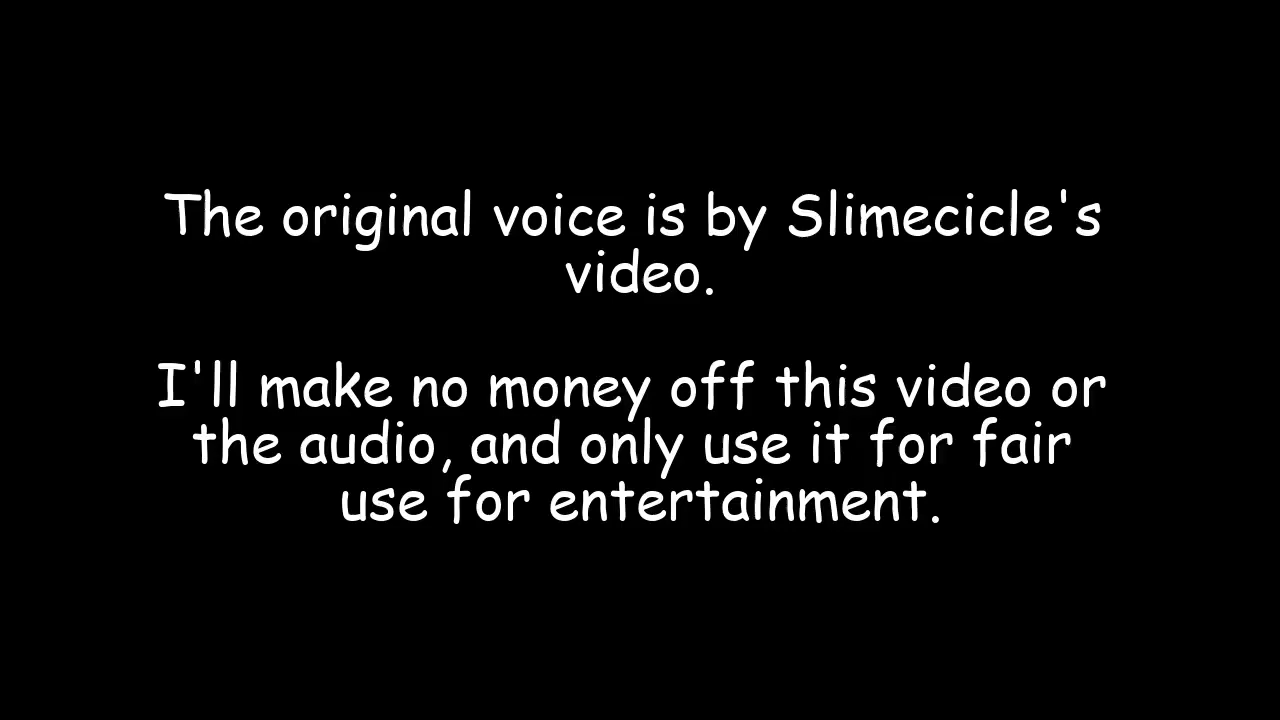 The original voice is by Slimecicle's
video.
I'll make no money off this video or
the audio, and only use it for fair
use for entertainment.